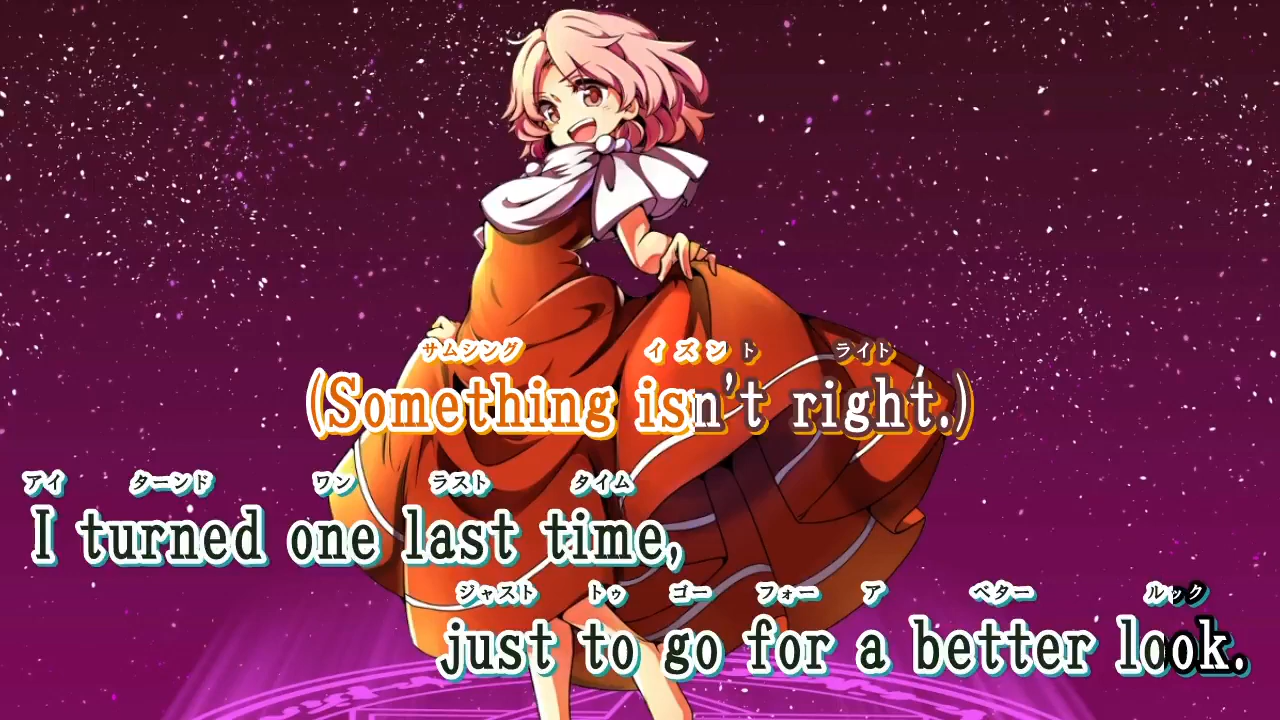 サムシング イズント ライト
(Something isn't right.)
アイ ターンド ワン ラスト タイム
I turned one last time,
ジャスト トゥ ゴー フォー ア ベター ルック
just to go for a better look.